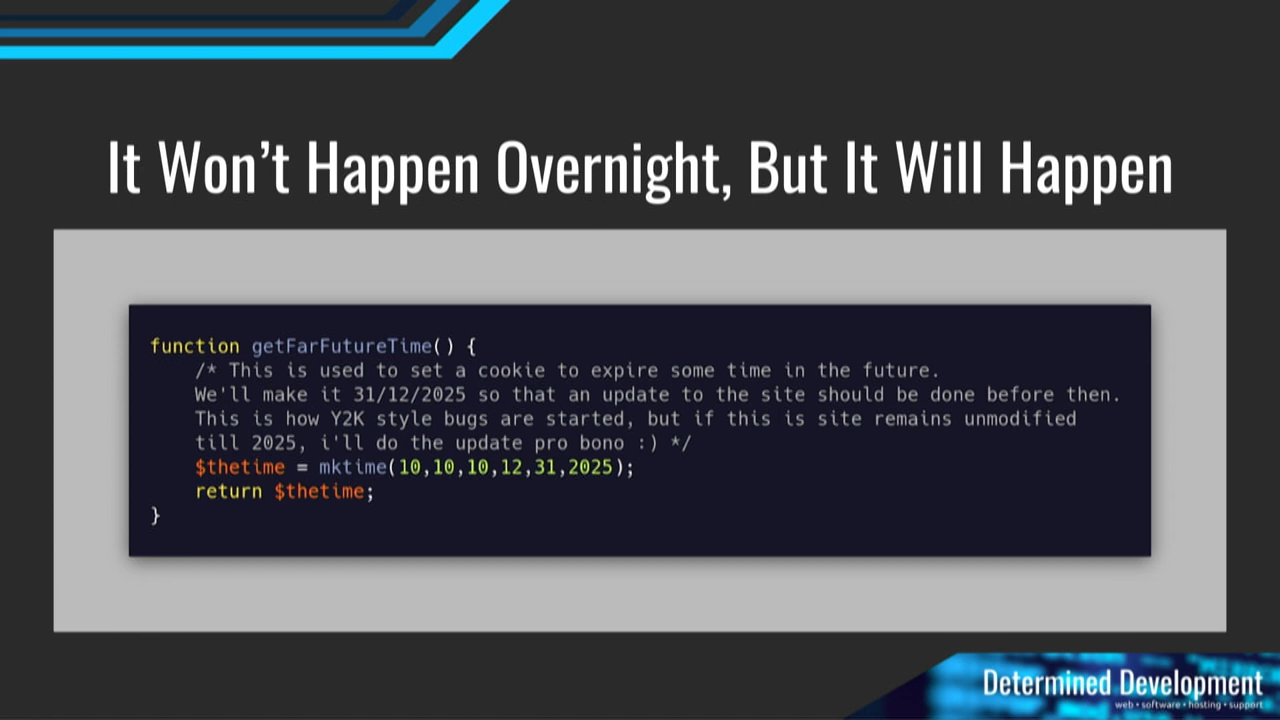 It Won’t Happen Overnight, But It Will Happen
function getFarFutureTime() {
    /* This is used to set a cookie to expire some time in the future.
    We'll make it 31/12/2025 so that an update to the site should be done before then.
    This is how Y2K style bugs are started, but if this is site remains unmodified
    till 2025, i'll do the update pro bono :) */
    $thetime = mktime(10,10,10,12,31,2025);
    return $thetime;
}
Determined Development
web • software • hosting • support